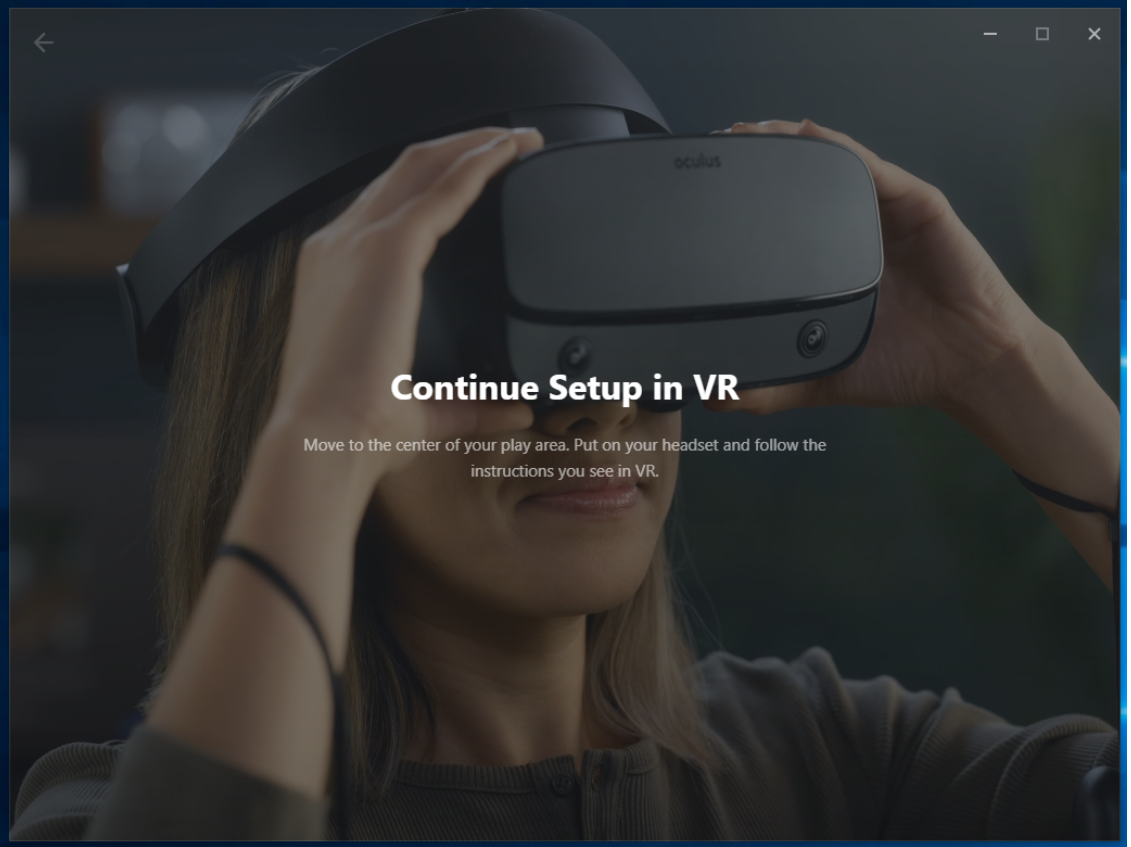 oculus
Continue Setup in VR
Move to the center of your play area. Put on your headset and follow the
instructions you see in VR.